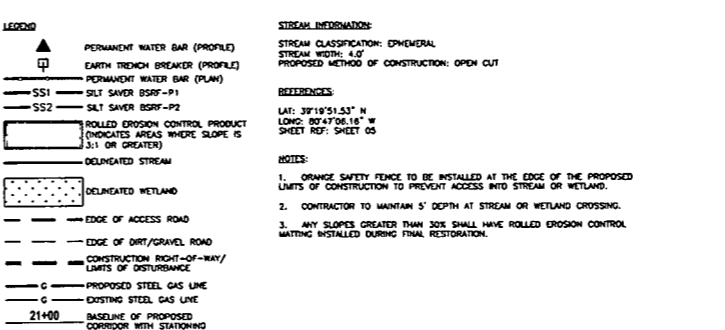 LEGEND
PERMANENT WATER BAR (PROFILE)
EARTH TRENCH BREAKER (PROFILE)
PERMANENT WATER BAR (PLAN)
SS1 SILT SAVER BSRF-P1
SS2 SILT SAVER BSRF-P2
ROLLED EROSION CONTROL PRODUCT
(INDICATES AREAS WHERE SLOPE IS
3:1 OR GREATER)
DELINEATED STREAM
DELINEATED WETLAND
EDGE OF ACCESS ROAD
EDGE OF DIRT/GRAVEL ROAD
CONSTRUCTION RIGHT-OF-WAY/
LIMITS OF DISTURBANCE
G PROPOSED STEEL GAS LINE
G EXISTING STEEL GAS LINE
21+00 BASELINE OF PROPOSED
CORRIDOR WITH STATIONING
STREAM INFORMATION:
STREAM CLASSIFICATION: EPHEMERAL
STREAM WIDTH: 4.0'
PROPOSED METHOD OF CONSTRUCTION: OPEN CUT
REFERENCES:
LAT: 39°19'51.53" N
LONG: 80°47'06.16" W
SHEET REF: SHEET 05
NOTES:
1. ORANGE SAFETY FENCE TO BE INSTALLED AT THE EDGE OF THE PROPOSED
LIMITS OF CONSTRUCTION TO PREVENT ACCESS INTO STREAM OR WETLAND.
2. CONTRACTOR TO MAINTAIN 5' DEPTH AT STREAM OR WETLAND CROSSING.
3. ANY SLOPES GREATER THAN 30% SHALL HAVE ROLLED EROSION CONTROL
MATTING INSTALLED DURING FINAL RESTORATION.